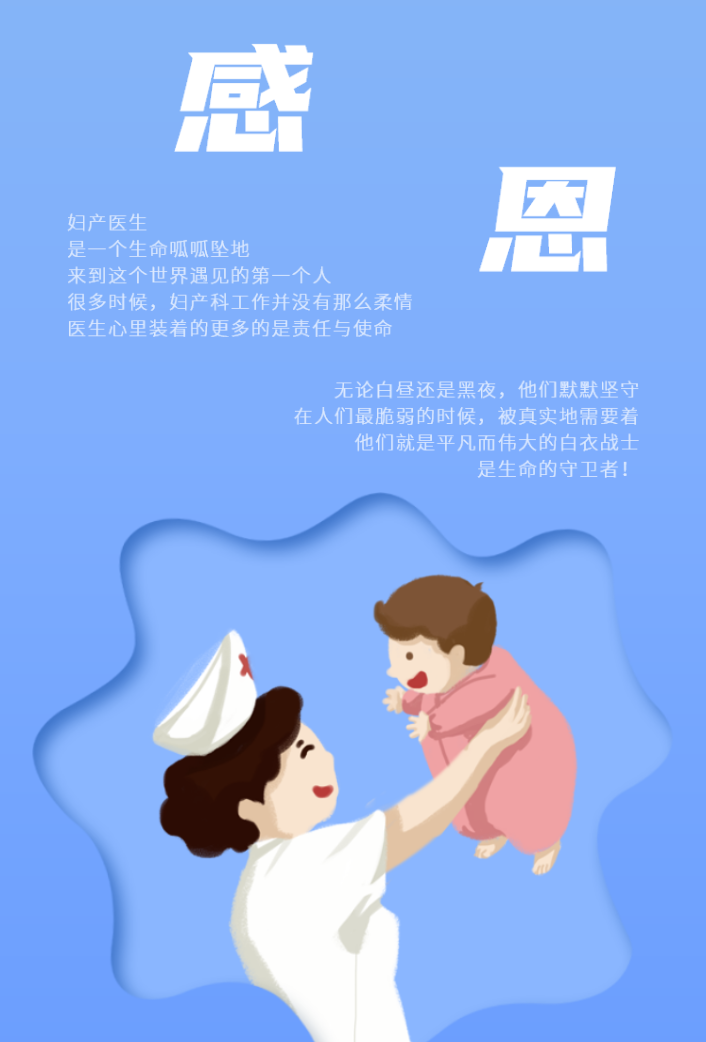 感
恩
妇产医生
是一个生命呱呱坠地
来到这个世界遇见的第一个人
很多时候，妇产科工作并没有那么柔情
医生心里装着的更多的是责任与使命
无论白昼还是黑夜，他们默默坚守
在人们最脆弱的时候，被真实地需要着
他们就是平凡而伟大的白衣战士
是生命的守卫者！